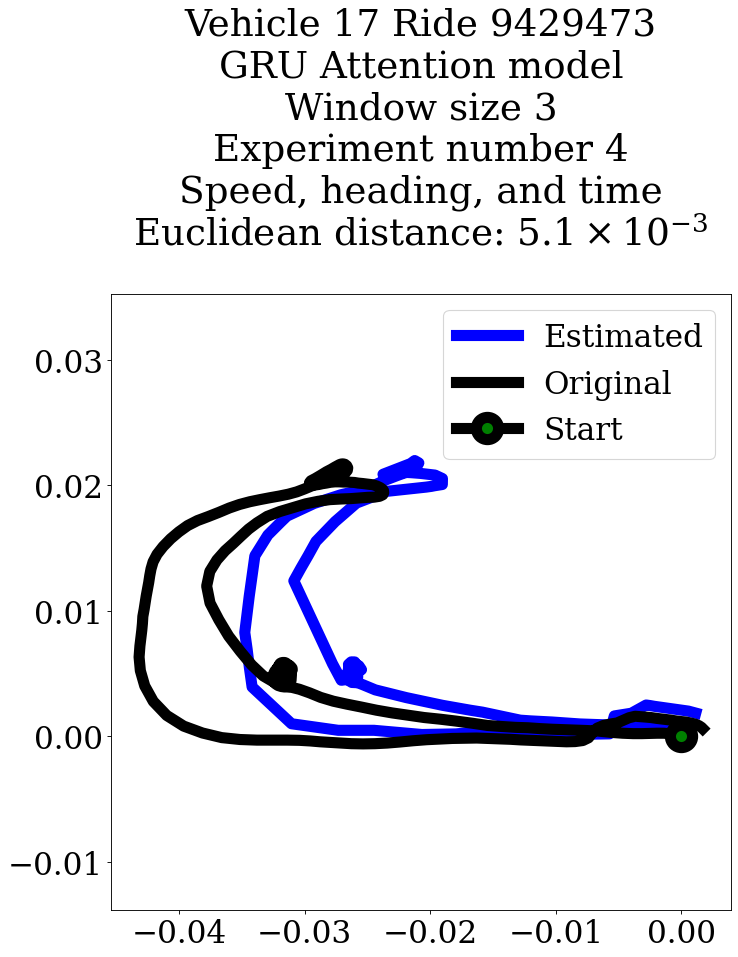 Vehicle 17 Ride 9429473
GRU Attention model
Window size 3
Experiment number 4
Speed, heading, and time
Euclidean distance: 5.1 × 10⁻³
Estimated
Original
Start
0.03
0.02
0.01
0.00
−0.01
−0.04 −0.03 −0.02 −0.01 0.00